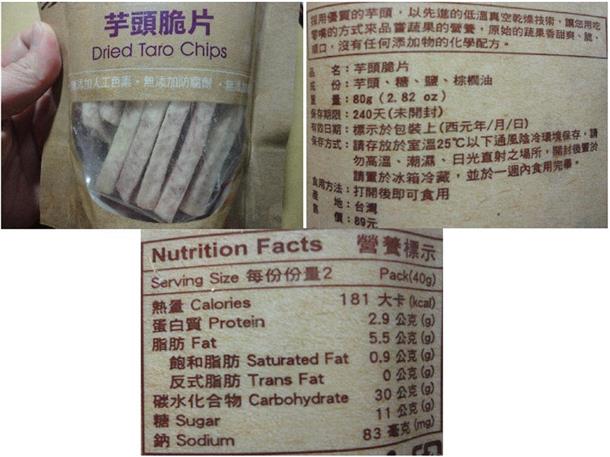 芋頭脆片
Dried Taro Chips
無添加人工色素．無添加防腐劑．無添加
採用優質的芋頭，以先進的低溫真空乾燥技術，讓您用吃
零嘴的方式來品嘗蔬果的營養，原始的蔬果香甜爽、脆、
順口，沒有任何添加物的化學配方。
品　名：芋頭脆片
成　份：芋頭、糖、鹽、棕櫚油
重　量：80g (2.82 oz)
保存期限：240天(未開封)
有效日期：標示於包裝上(西元年/月/日)
保存方式：請存放於室溫25℃以下通風陰冷環境保存，請
勿高溫、潮濕、日光直射之場所，開封後置於
請置於冰箱冷藏，並於一週內食用完畢。
食用方法：打開後即可食用
產　地：台灣
售　價：89元
Nutrition Facts 營養標示
Serving Size 每份份量2 Pack(40g)
熱量 Calories 181 大卡(kcal)
蛋白質 Protein 2.9 公克(g)
脂肪 Fat 5.5 公克(g)
飽和脂肪 Saturated Fat 0.9 公克(g)
反式脂肪 Trans Fat 0 公克(g)
碳水化合物 Carbohydrate 30 公克(g)
糖 Sugar 11 公克(g)
鈉 Sodium 83 毫克(mg)